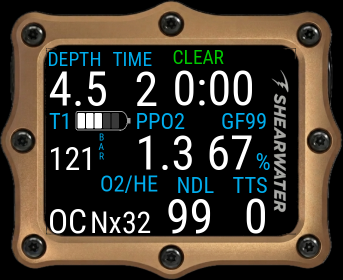 DEPTH TIME CLEAR
4.5 2 0:00
T1 PPO2 GF99
121 BAR 1.3 67%
O2/HE NDL TTS
OC Nx32 99 0
SHEARWATER